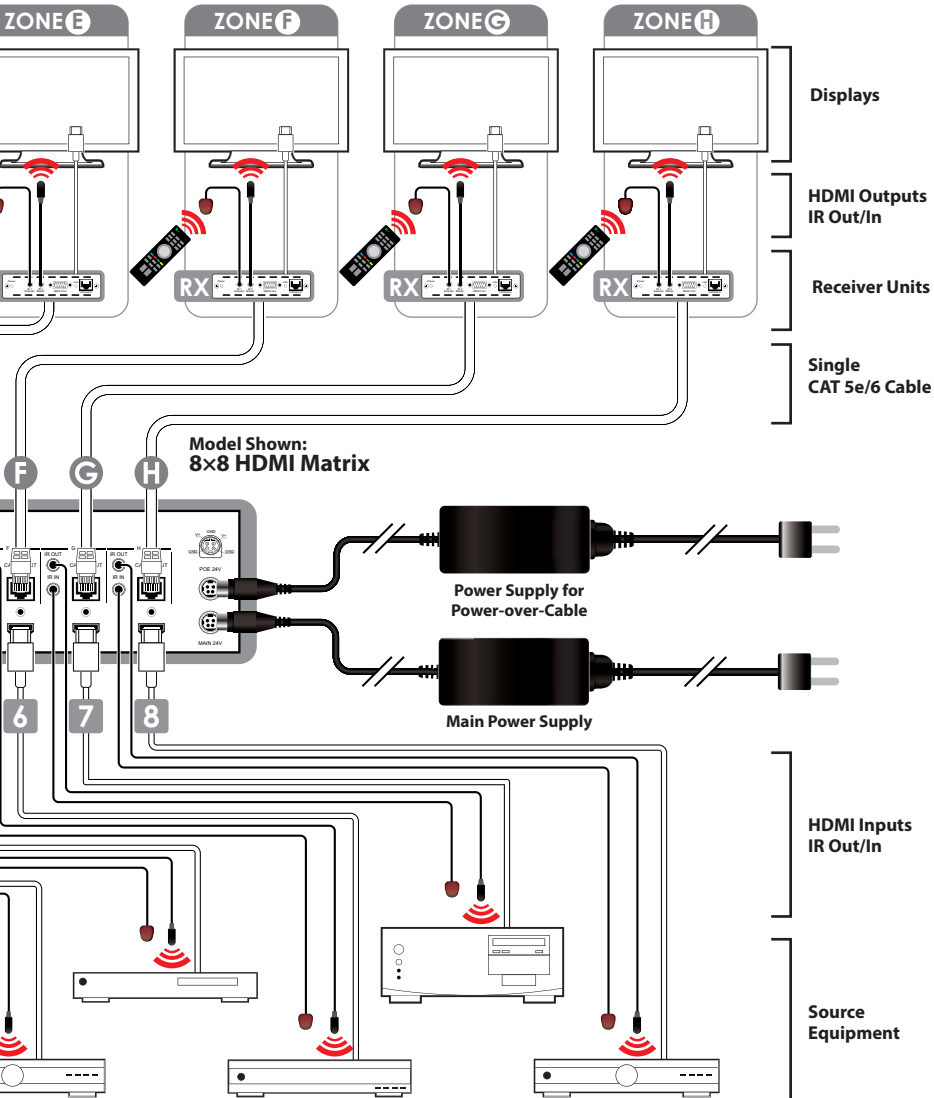 ZONE E
ZONE F
ZONE G
ZONE H
Displays
HDMI Outputs
IR Out/In
RX
RX
RX
Receiver Units
Single
CAT 5e/6 Cable
Model Shown:
8×8 HDMI Matrix
F
G
H
GND
V+
V+
GND
GND
F
G
H
IR OUT
IR OUT
IR IN
IR IN
POE 24V
MAIN 24V
Power Supply for
Power-over-Cable
Main Power Supply
6
7
8
HDMI Inputs
IR Out/In
Source
Equipment